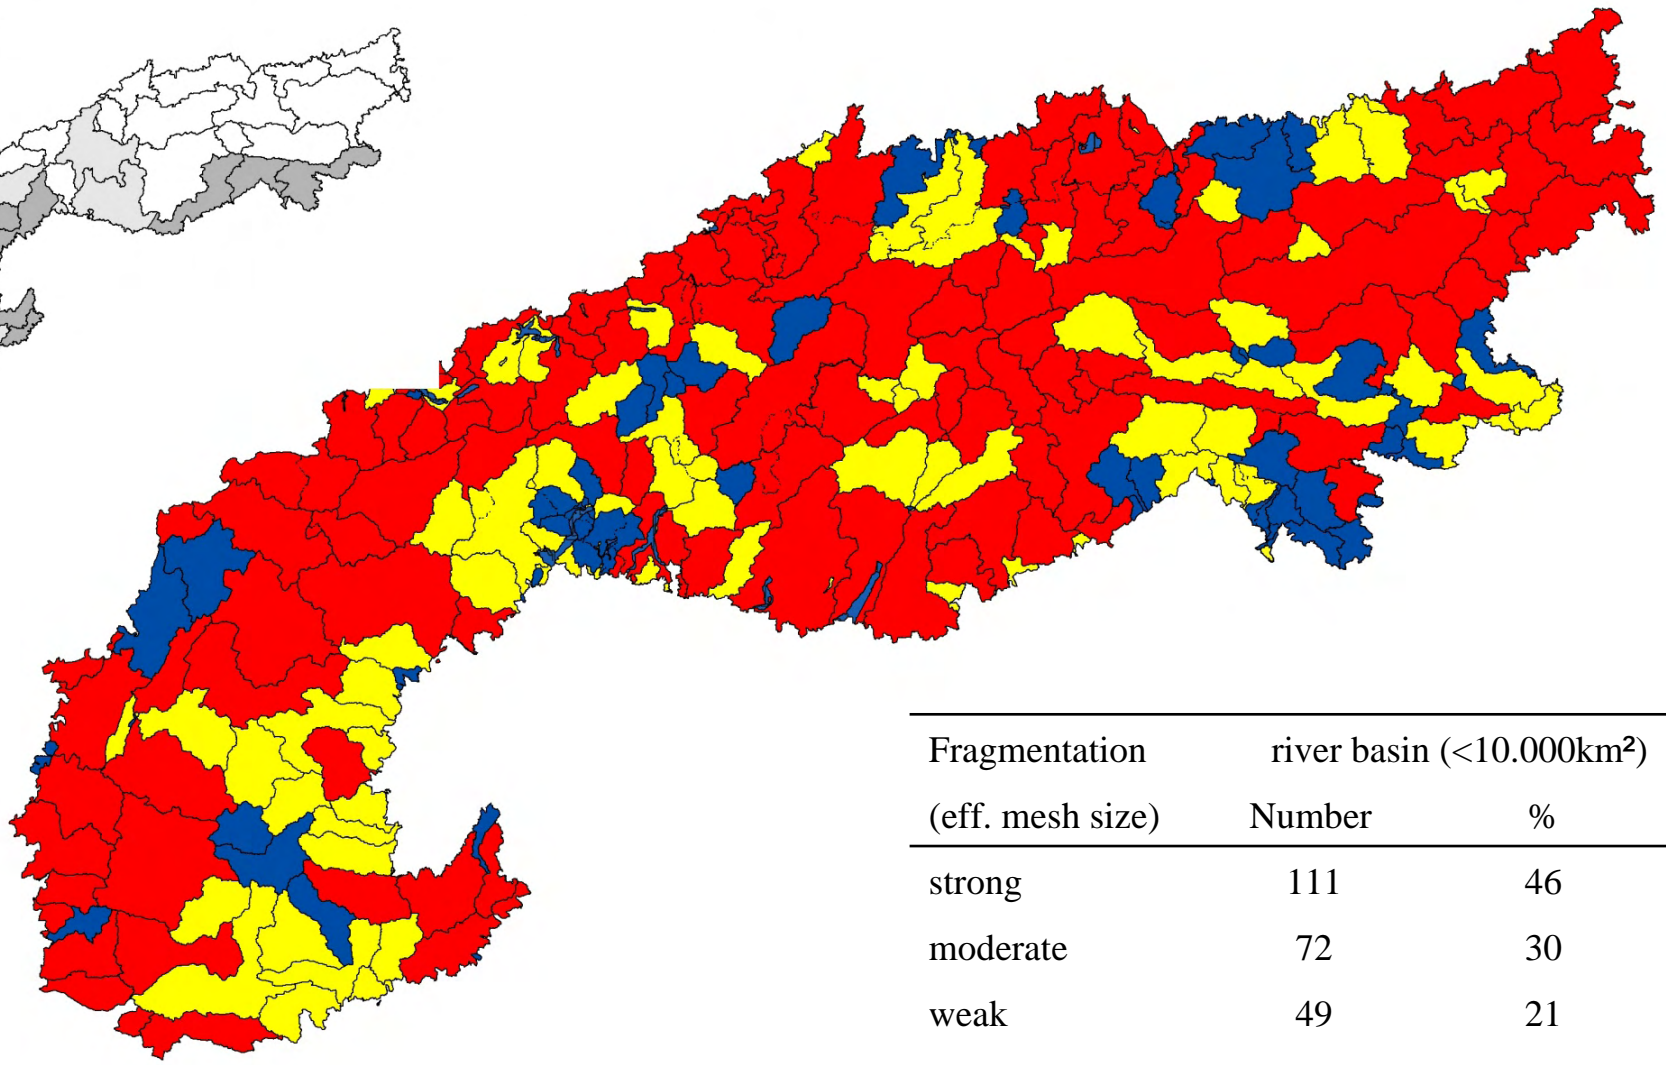 Fragmentation river basin (<10.000km²)
(eff. mesh size) Number %
strong 111 46
moderate 72 30
weak 49 21